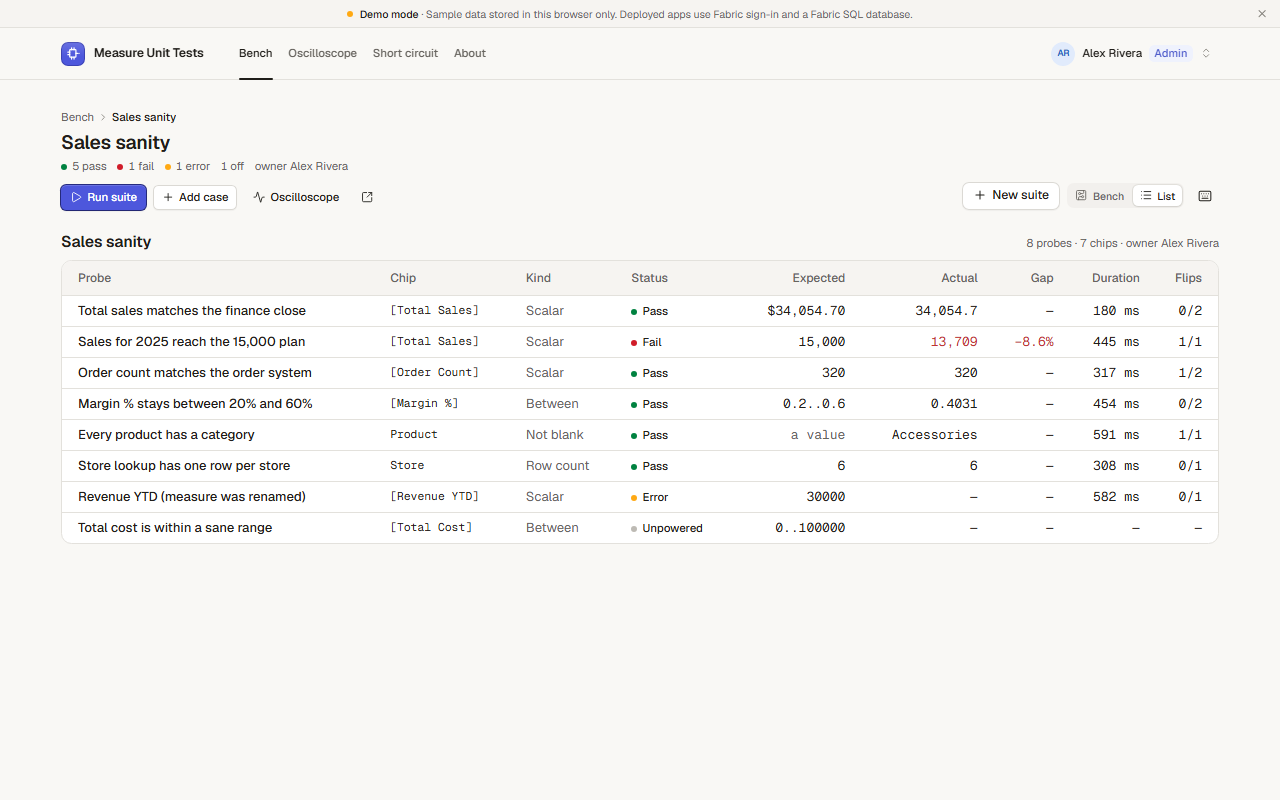 Demo mode · Sample data stored in this browser only. Deployed apps use Fabric sign-in and a Fabric SQL database.
Measure Unit Tests Bench Oscilloscope Short circuit About AR Alex Rivera Admin
Bench > Sales sanity
Sales sanity
5 pass 1 fail 1 error 1 off owner Alex Rivera
Run suite + Add case Oscilloscope + New suite Bench List
Sales sanity 8 probes · 7 chips · owner Alex Rivera
Probe Chip Kind Status Expected Actual Gap Duration Flips
Total sales matches the finance close [Total Sales] Scalar Pass $34,054.70 34,054.7 — 180 ms 0/2
Sales for 2025 reach the 15,000 plan [Total Sales] Scalar Fail 15,000 13,709 −8.6% 445 ms 1/1
Order count matches the order system [Order Count] Scalar Pass 320 320 — 317 ms 1/2
Margin % stays between 20% and 60% [Margin %] Between Pass 0.2..0.6 0.4031 — 454 ms 0/2
Every product has a category Product Not blank Pass a value Accessories — 591 ms 1/1
Store lookup has one row per store Store Row count Pass 6 6 — 308 ms 0/1
Revenue YTD (measure was renamed) [Revenue YTD] Scalar Error 30000 — — 582 ms 0/1
Total cost is within a sane range [Total Cost] Between Unpowered 0..100000 — — — —